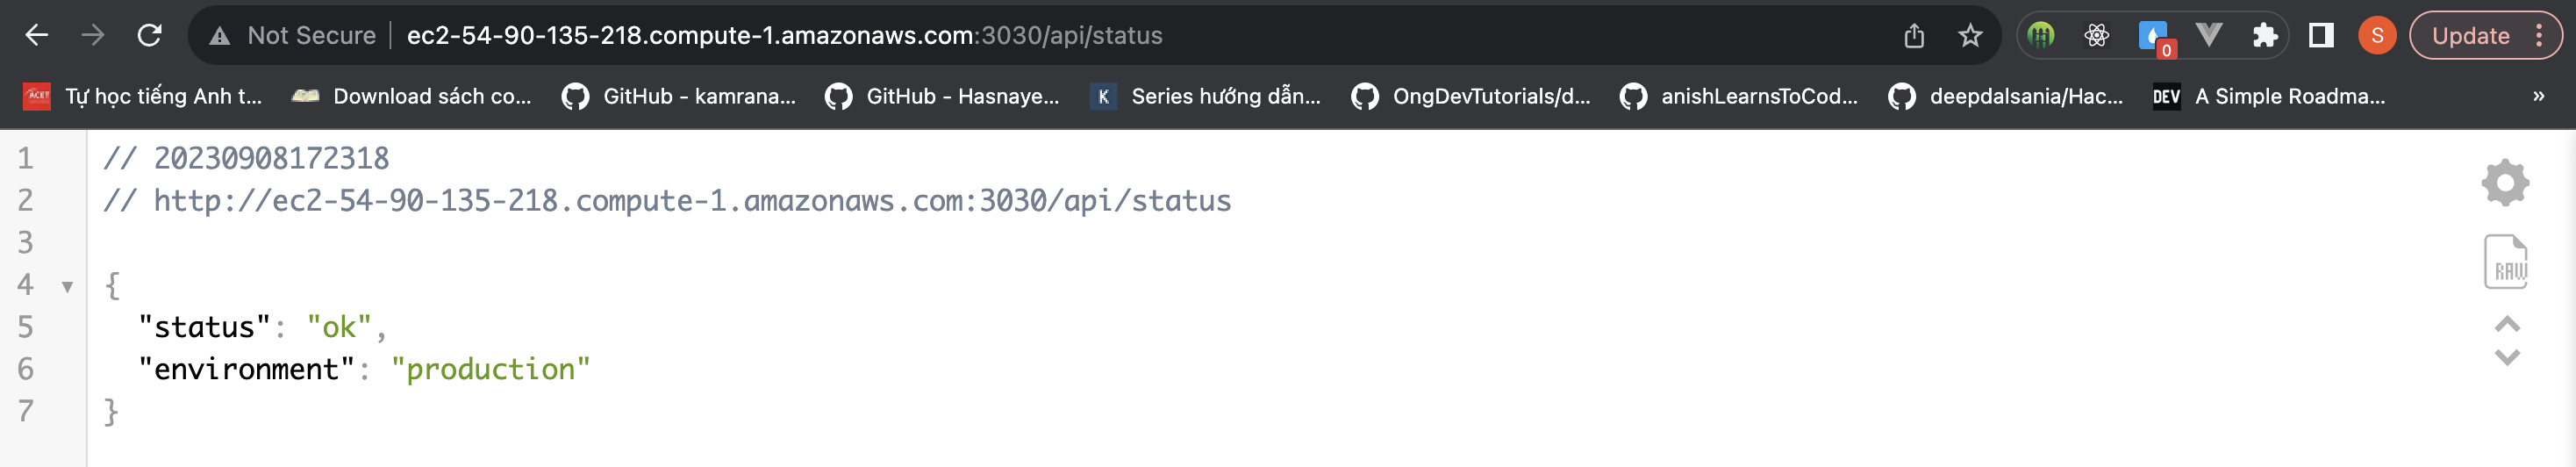 Not Secure ec2-54-90-135-218.compute-1.amazonaws.com:3030/api/status 0 S Update
ACET Tự học tiếng Anh t... Download sách co... GitHub - kamrana... GitHub - Hasnaye... K Series hướng dẫn... OngDevTutorials/d... anishLearnsToCod... deepdalsania/Hac... DEV A Simple Roadma... »
1 // 20230908172318
2 // http://ec2-54-90-135-218.compute-1.amazonaws.com:3030/api/status
3
4 {
5 "status": "ok",
6 "environment": "production"
7 }
RAW